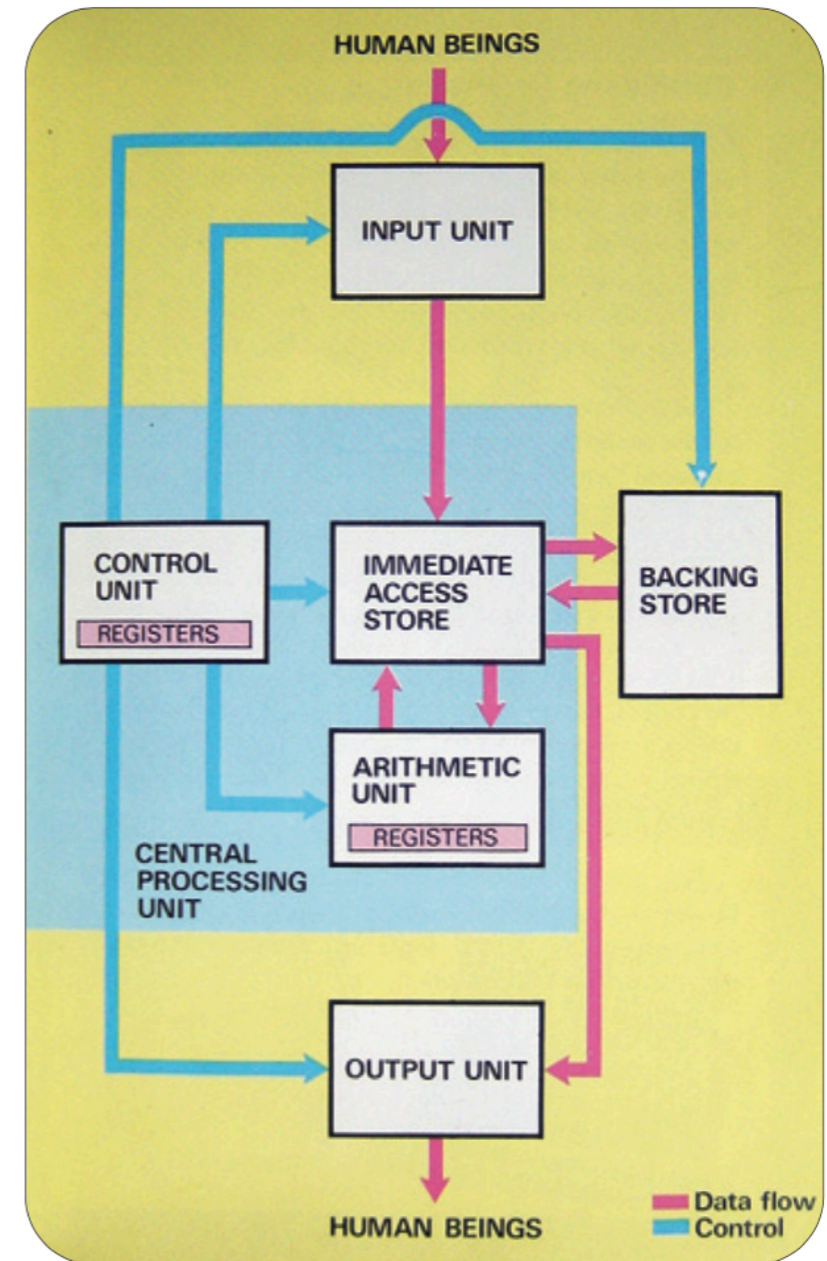 HUMAN BEINGS
INPUT UNIT
CONTROL
UNIT
REGISTERS
IMMEDIATE
ACCESS
STORE
BACKING
STORE
ARITHMETIC
UNIT
REGISTERS
CENTRAL
PROCESSING
UNIT
OUTPUT UNIT
HUMAN BEINGS
Data flow
Control